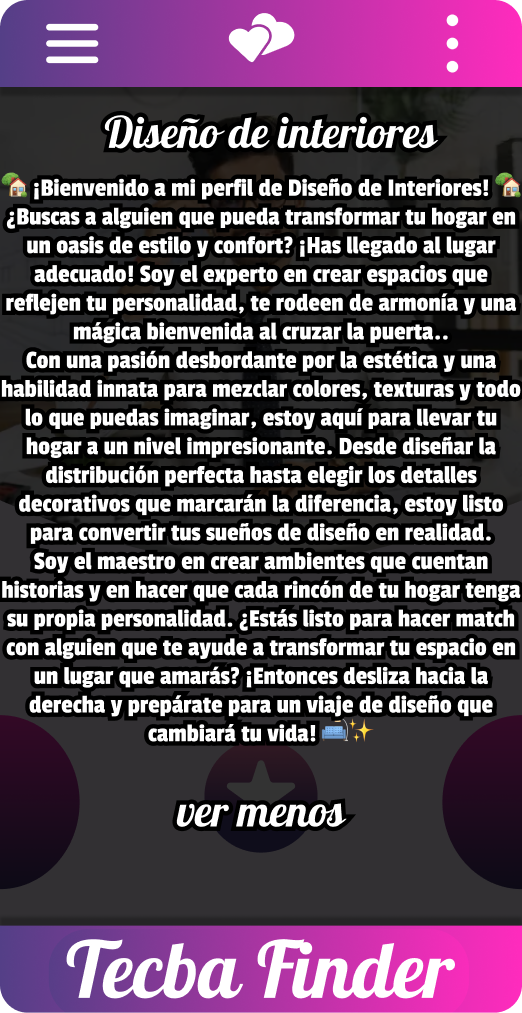 Diseño de interiores
🏡 ¡Bienvenido a mi perfil de Diseño de Interiores! 🏡
¿Buscas a alguien que pueda transformar tu hogar en
un oasis de estilo y confort? ¡Has llegado al lugar
adecuado! Soy el experto en crear espacios que
reflejen tu personalidad, te rodeen de armonía y una
mágica bienvenida al cruzar la puerta..
Con una pasión desbordante por la estética y una
habilidad innata para mezclar colores, texturas y todo
lo que puedas imaginar, estoy aquí para llevar tu
hogar a un nivel impresionante. Desde diseñar la
distribución perfecta hasta elegir los detalles
decorativos que marcarán la diferencia, estoy listo
para convertir tus sueños de diseño en realidad.
Soy el maestro en crear ambientes que cuentan
historias y en hacer que cada rincón de tu hogar tenga
su propia personalidad. ¿Estás listo para hacer match
con alguien que te ayude a transformar tu espacio en
un lugar que amarás? ¡Entonces desliza hacia la
derecha y prepárate para un viaje de diseño que
cambiará tu vida! 🛋️✨
ver menos
Tecba Finder